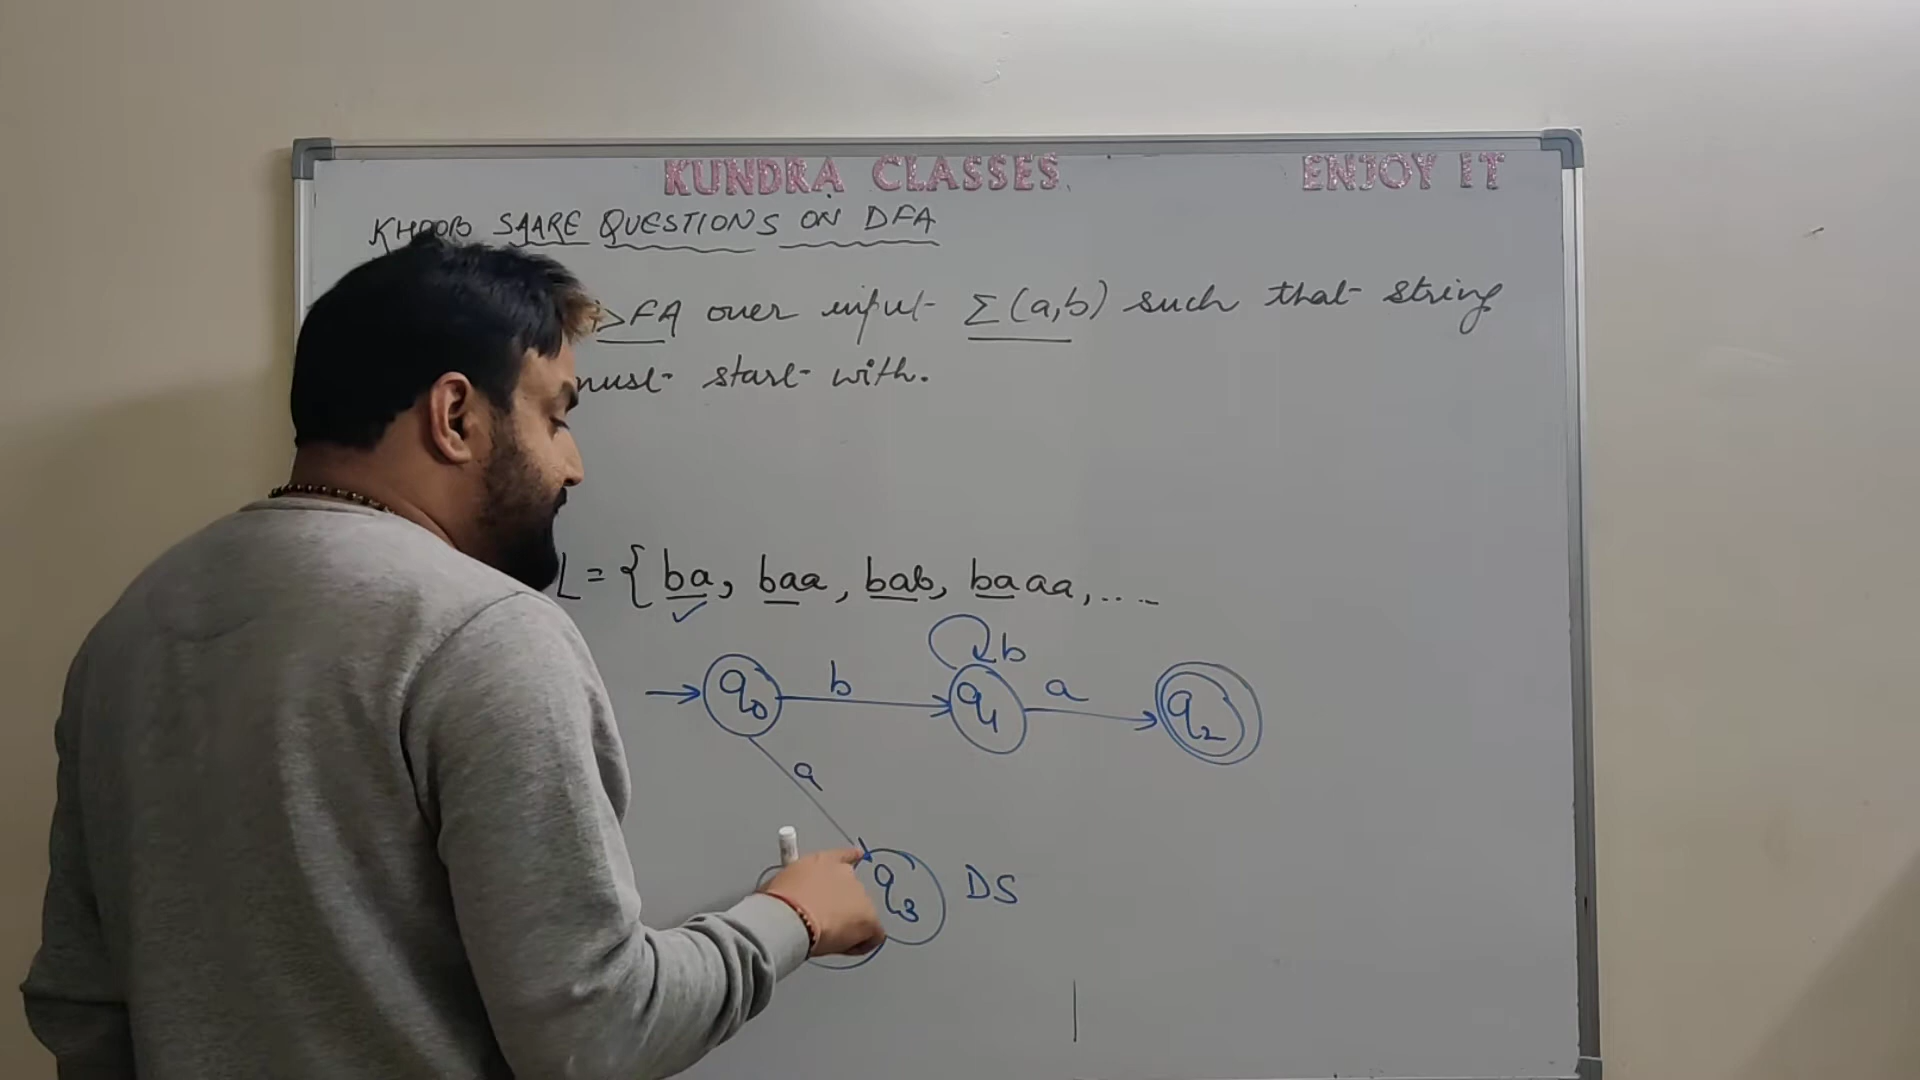 KUNDRA CLASSES ENJOY IT
KHOOB SAARE QUESTIONS ON DFA
DFA over input Σ(a,b) such that string
must start with.
L = { ba, baa, bab, baaa, ....
b
q0 b q1 a q2
a
q3 DS